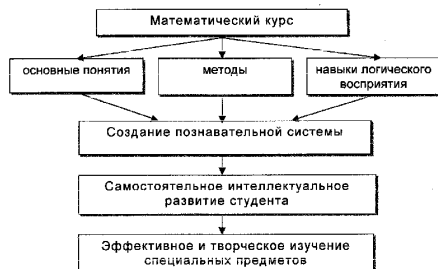 Математический курс
основные понятия
методы
навыки логического
восприятия
Создание познавательной системы
Самостоятельное интеллектуальное
развитие студента
Эффективное и творческое изучение
специальных предметов